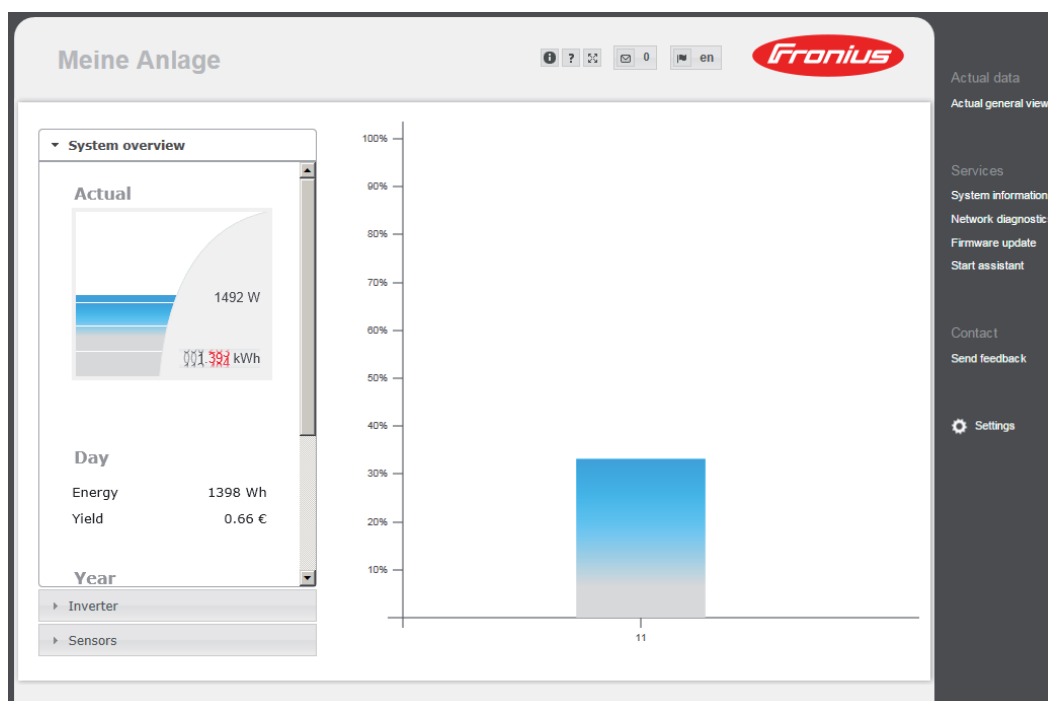 Meine Anlage
i ? 0 en
Fronius
System overview
Actual
1492 W
kWh
Day
Energy 1398 Wh
Yield 0.66 €
Year
Inverter
Sensors
100%
90%
80%
70%
60%
50%
40%
30%
20%
10%
11
Actual data
Actual general view
Services
System information
Network diagnostic
Firmware update
Start assistant
Contact
Send feedback
Settings